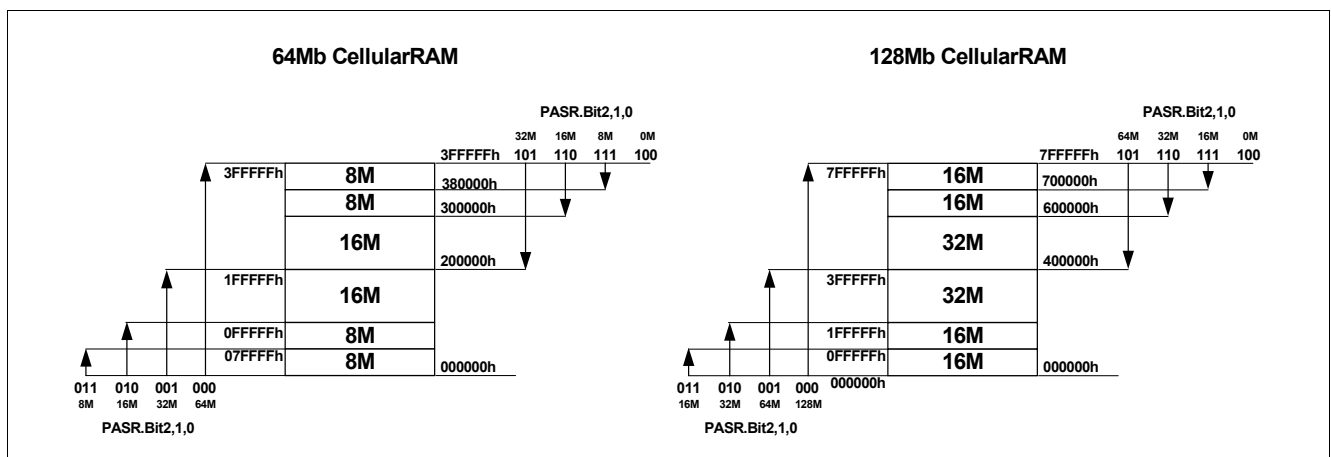 64Mb CellularRAM
PASR.Bit2,1,0
32M 16M 8M 0M
3FFFFFh 101 110 111 100
3FFFFFh 8M
380000h
8M
300000h
16M
200000h
1FFFFFh
16M
0FFFFFh 8M
07FFFFh
8M 000000h
011 010 001 000
8M 16M 32M 64M
PASR.Bit2,1,0
128Mb CellularRAM
PASR.Bit2,1,0
64M 32M 16M 0M
7FFFFFh 101 110 111 100
7FFFFFh 16M
700000h
16M
600000h
32M
400000h
3FFFFFh
32M
1FFFFFh 16M
0FFFFFh
16M 000000h
011 010 001 000 000000h
16M 32M 64M 128M
PASR.Bit2,1,0